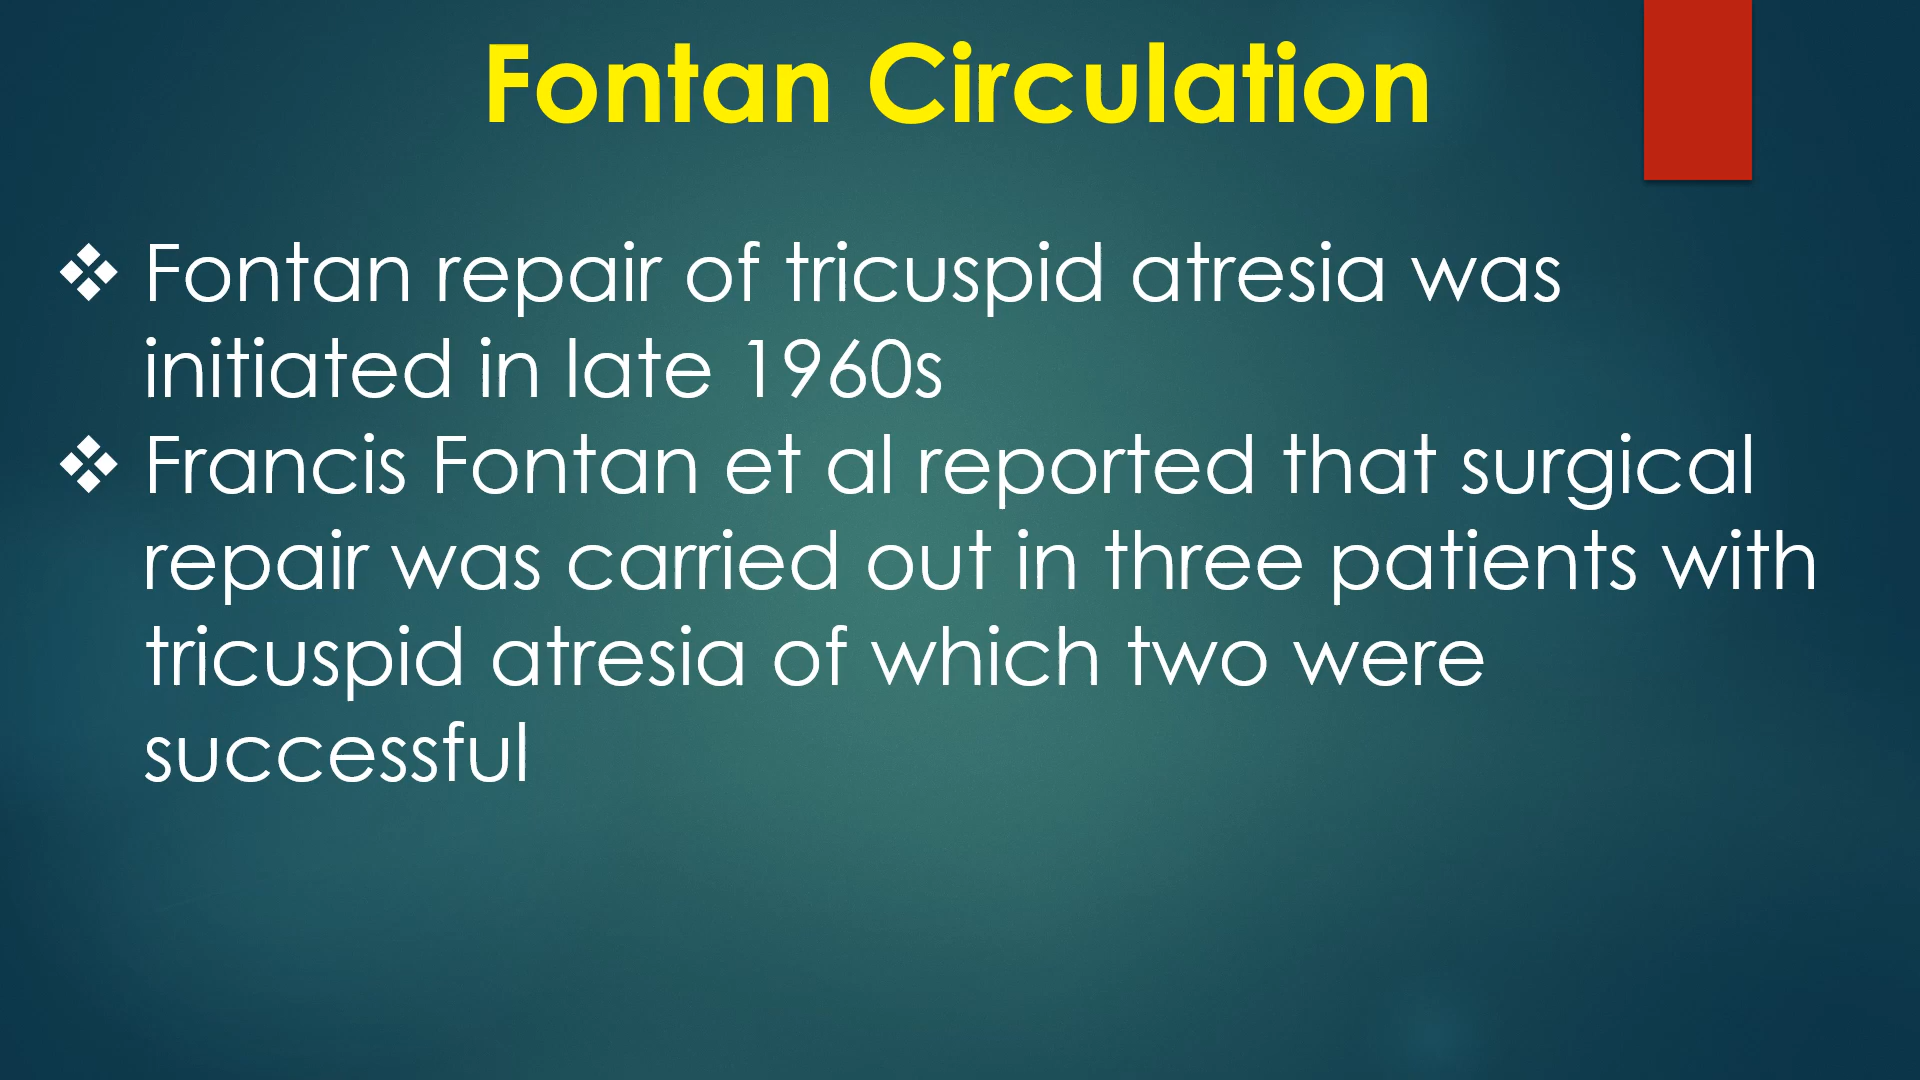 Fontan Circulation
❖ Fontan repair of tricuspid atresia was
initiated in late 1960s
❖ Francis Fontan et al reported that surgical
repair was carried out in three patients with
tricuspid atresia of which two were
successful